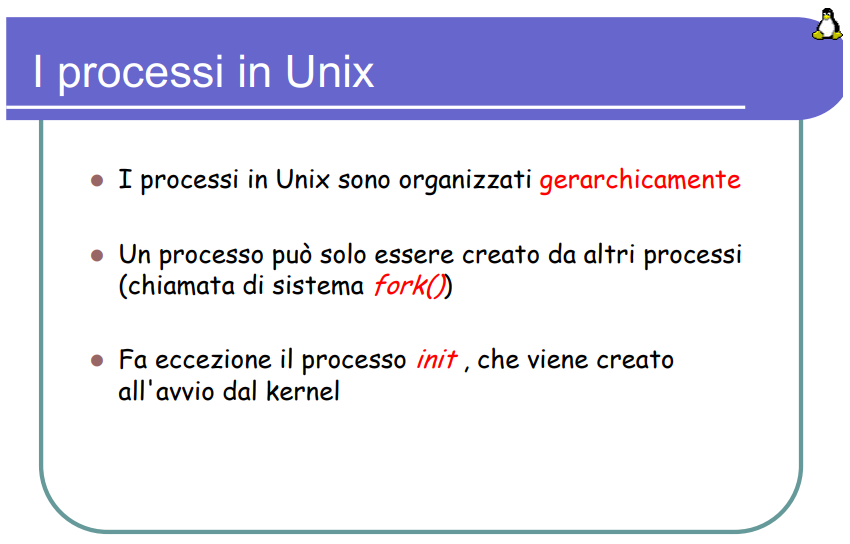 I processi in Unix
I processi in Unix sono organizzati gerarchicamente
Un processo può solo essere creato da altri processi
(chiamata di sistema fork())
Fa eccezione il processo init , che viene creato
all'avvio dal kernel